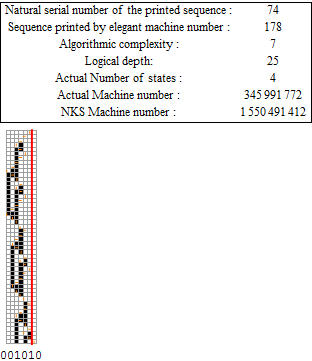 Natural serial number of the printed sequence : 74
Sequence printed by elegant machine number : 178
Algorithmic complexity : 7
Logical depth: 25
Actual Number of states : 4
Actual Machine number : 345 991 772
NKS Machine number : 1 550 491 412
001010